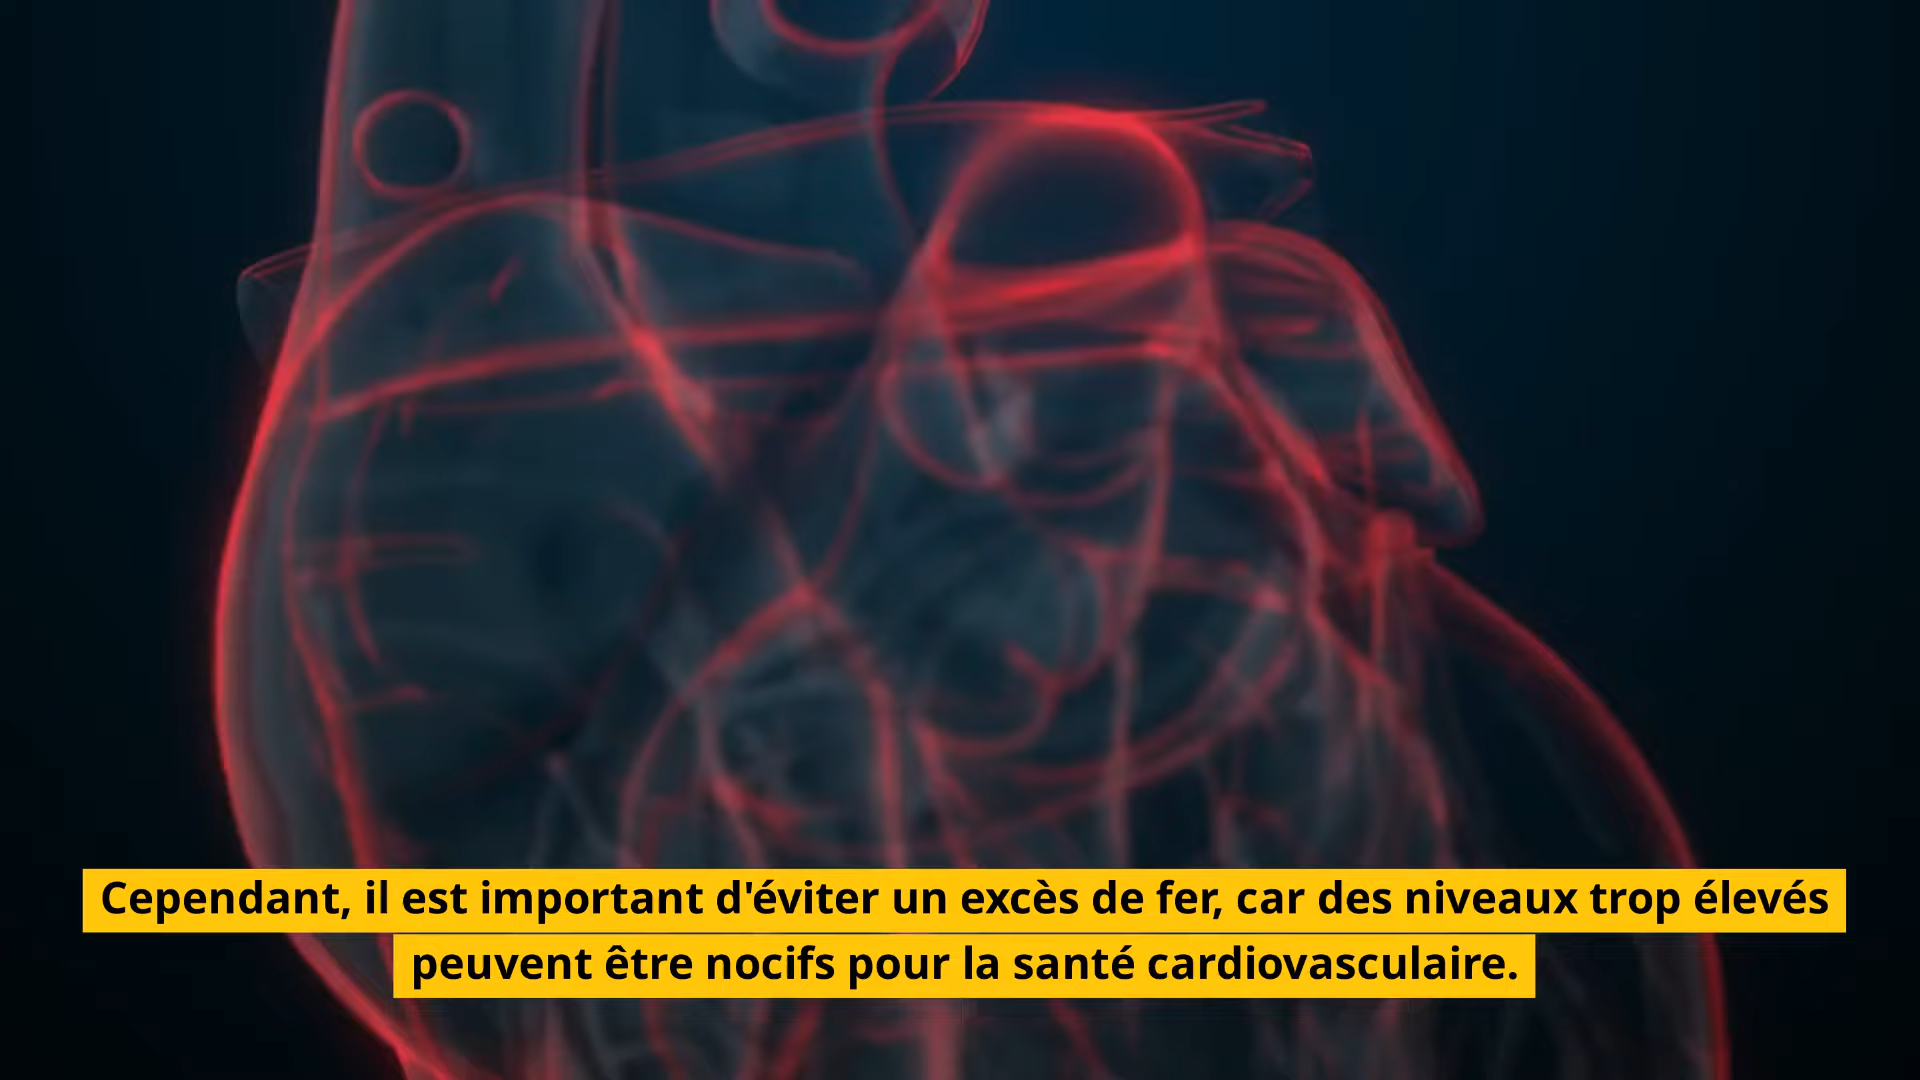 Cependant, il est important d'éviter un excès de fer, car des niveaux trop élevés
peuvent être nocifs pour la santé cardiovasculaire.